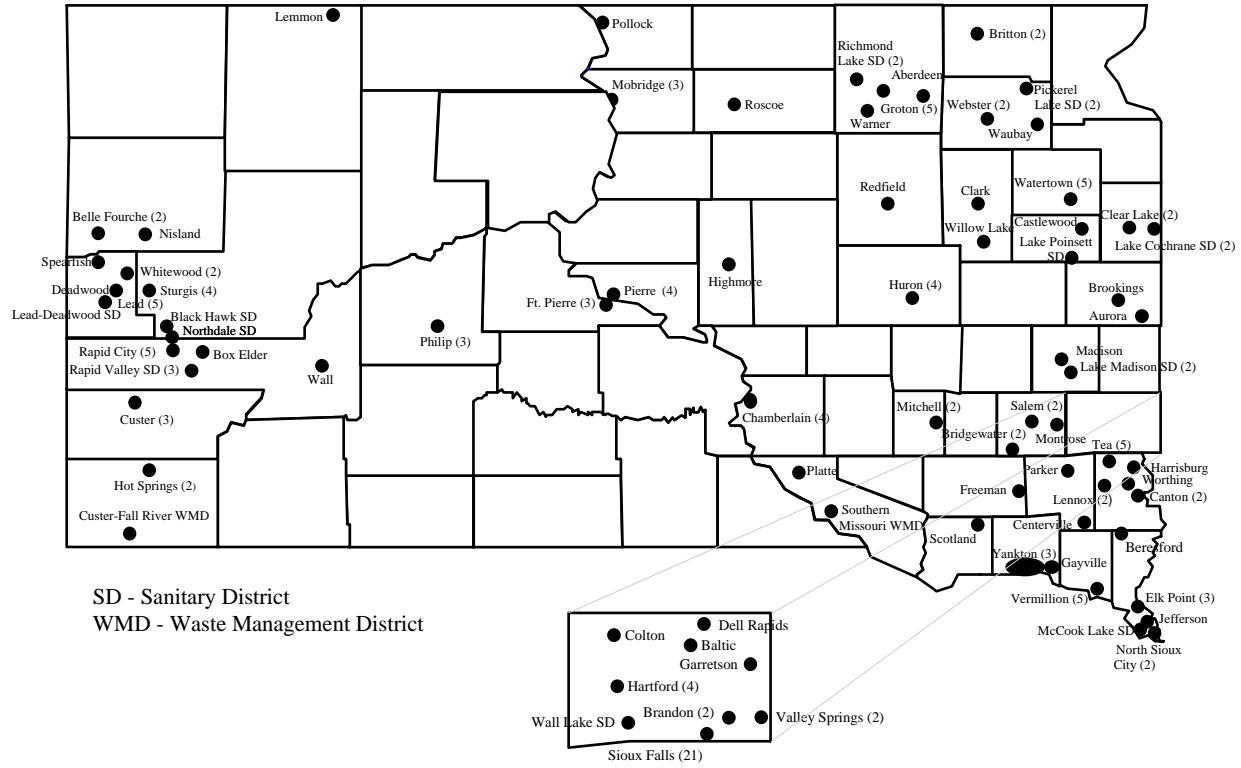 Lemmon
Pollock
Britton (2)
Richmond
Lake SD (2)
Aberdeen
Mobridge (3)
Roscoe
Groton (5)
Warner
Webster (2)
Pickerel
Lake SD (2)
Waubay
Redfield
Clark
Watertown (5)
Belle Fourche (2)
Nisland
Willow Lake
Castlewood
Clear Lake (2)
Lake Poinsett
SD
Lake Cochrane SD (2)
Spearfish
Whitewood (2)
Deadwood
Sturgis (4)
Lead (5)
Lead-Deadwood SD
Black Hawk SD
Northdale SD
Highmore
Pierre (4)
Ft. Pierre (3)
Huron (4)
Brookings
Aurora
Rapid City (5)
Box Elder
Rapid Valley SD (3)
Wall
Philip (3)
Madison
Lake Madison SD (2)
Custer (3)
Chamberlain (4)
Mitchell (2)
Salem (2)
Bridgewater (2)
Montrose
Tea (5)
Hot Springs (2)
Platte
Parker
Harrisburg
Worthing
Freeman
Lennox (2)
Canton (2)
Custer-Fall River WMD
Southern
Missouri WMD
Scotland
Centerville
Beresford
Yankton (3)
Gayville
Vermillion (5)
Elk Point (3)
Jefferson
McCook Lake SD
North Sioux
City (2)
SD - Sanitary District
WMD - Waste Management District
Colton
Dell Rapids
Baltic
Garretson
Hartford (4)
Wall Lake SD
Brandon (2)
Valley Springs (2)
Sioux Falls (21)